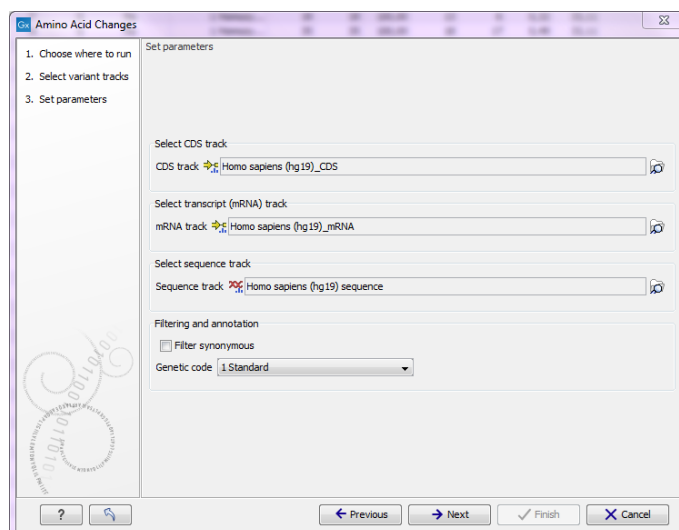 Gx Amino Acid Changes
1. Choose where to run
2. Select variant tracks
3. Set parameters
Set parameters
Select CDS track
CDS track Homo sapiens (hg19)_CDS
Select transcript (mRNA) track
mRNA track Homo sapiens (hg19)_mRNA
Select sequence track
Sequence track Homo sapiens (hg19) sequence
Filtering and annotation
Filter synonymous
Genetic code 1 Standard
? Previous Next Finish Cancel